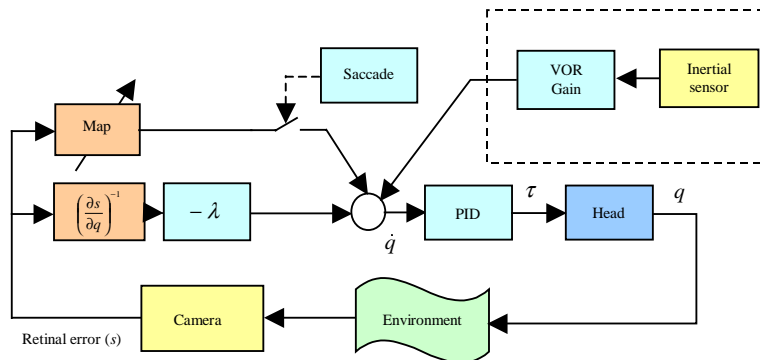 Saccade
VOR
Gain
Inertial
sensor
Map
(∂s/∂q)⁻¹
− λ
q̇
PID
τ
Head
q
Retinal error (s)
Camera
Environment